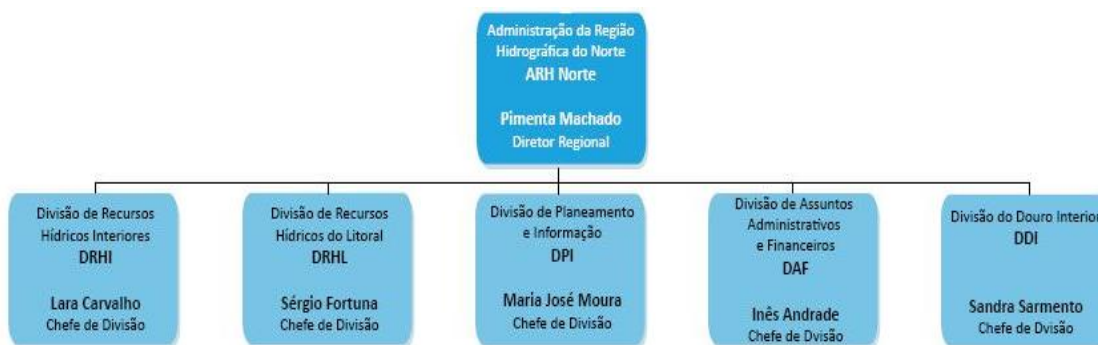 Administração da Região
Hidrográfica do Norte
ARH Norte
Pimenta Machado
Diretor Regional
Divisão de Recursos
Hídricos Interiores
DRHI
Lara Carvalho
Chefe de Divisão
Divisão de Recursos
Hídricos do Litoral
DRHL
Sérgio Fortuna
Chefe de Divisão
Divisão de Planeamento
e Informação
DPI
Maria José Moura
Chefe de Divisão
Divisão de Assuntos
Administrativos
e Financeiros
DAF
Inês Andrade
Chefe de Dvisão
Divisão do Douro Interior
DDI
Sandra Sarmento
Chefe de Dvisão